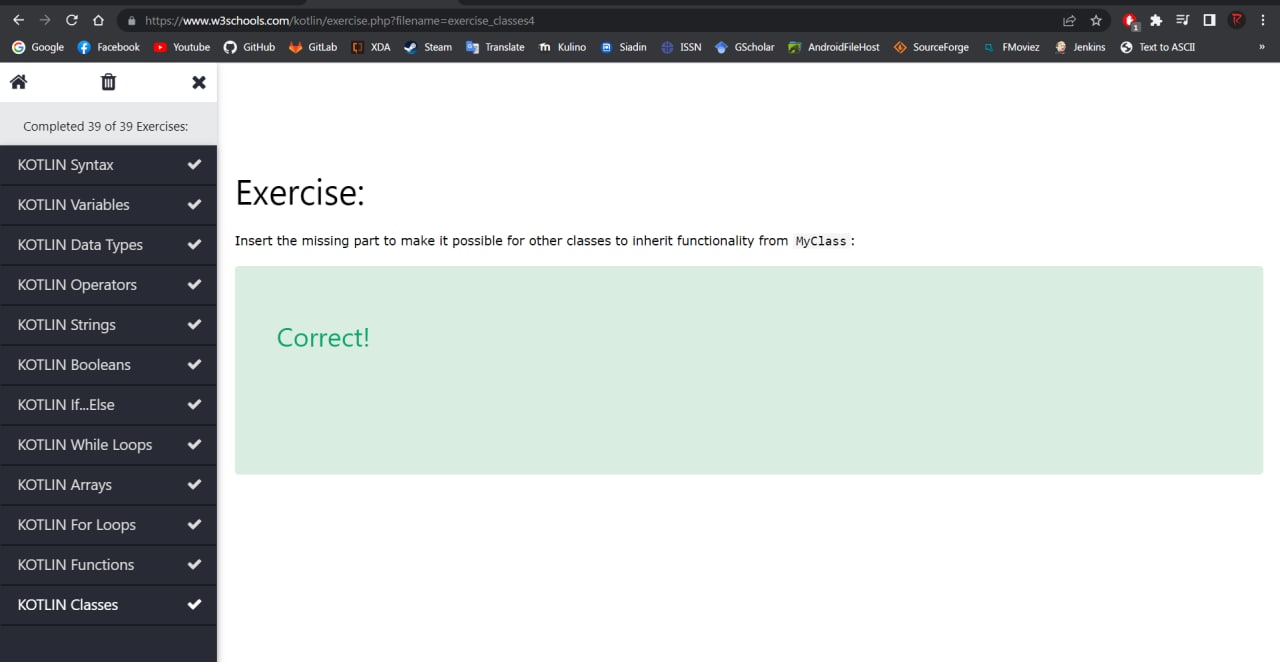 https://www.w3schools.com/kotlin/exercise.php?filename=exercise_classes4
Google Facebook Youtube GitHub GitLab XDA Steam Translate Kulino Siadin ISSN GScholar AndroidFileHost SourceForge FMoviez Jenkins Text to ASCII »
Completed 39 of 39 Exercises:
KOTLIN Syntax
KOTLIN Variables
KOTLIN Data Types
KOTLIN Operators
KOTLIN Strings
KOTLIN Booleans
KOTLIN If...Else
KOTLIN While Loops
KOTLIN Arrays
KOTLIN For Loops
KOTLIN Functions
KOTLIN Classes
Exercise:
Insert the missing part to make it possible for other classes to inherit functionality from MyClass:
Correct!